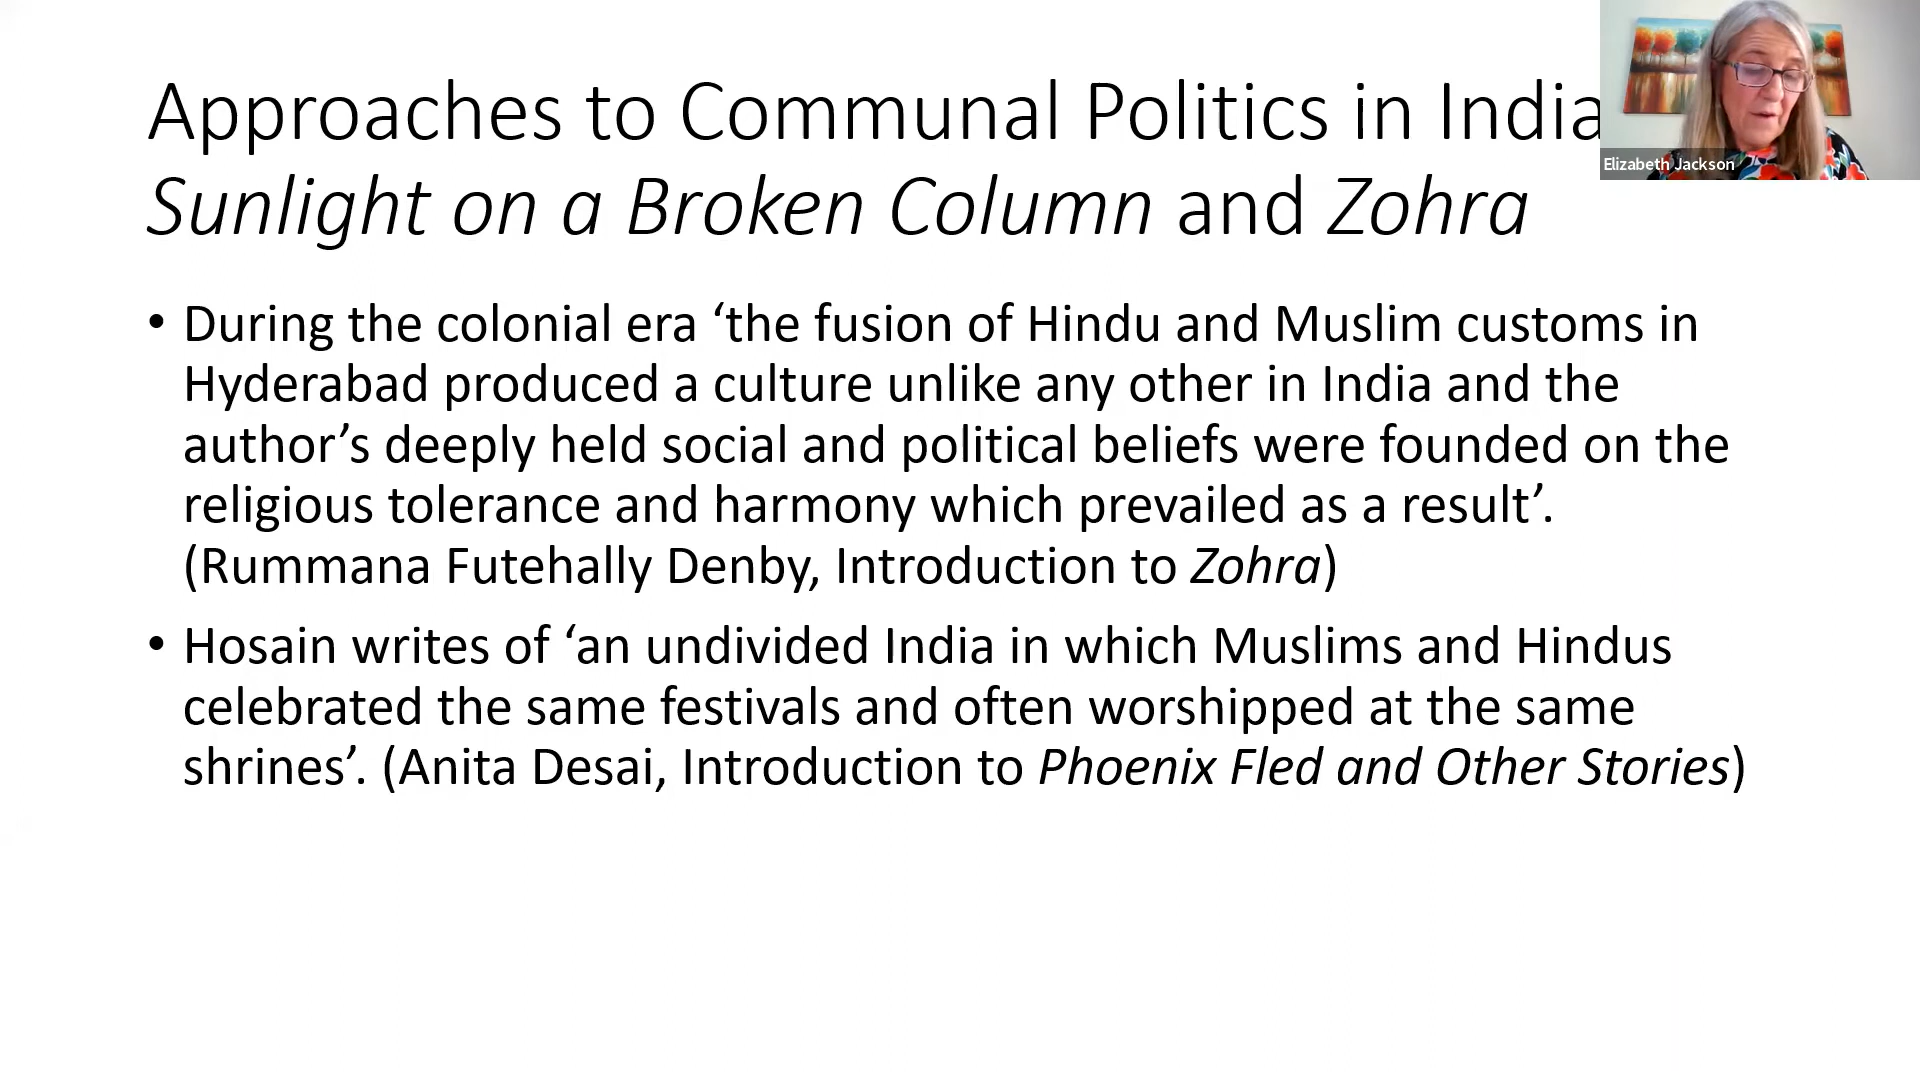 Approaches to Communal Politics in India
Sunlight on a Broken Column and Zohra
Elizabeth Jackson
• During the colonial era ‘the fusion of Hindu and Muslim customs in
Hyderabad produced a culture unlike any other in India and the
author’s deeply held social and political beliefs were founded on the
religious tolerance and harmony which prevailed as a result’.
(Rummana Futehally Denby, Introduction to Zohra)
• Hosain writes of ‘an undivided India in which Muslims and Hindus
celebrated the same festivals and often worshipped at the same
shrines’. (Anita Desai, Introduction to Phoenix Fled and Other Stories)